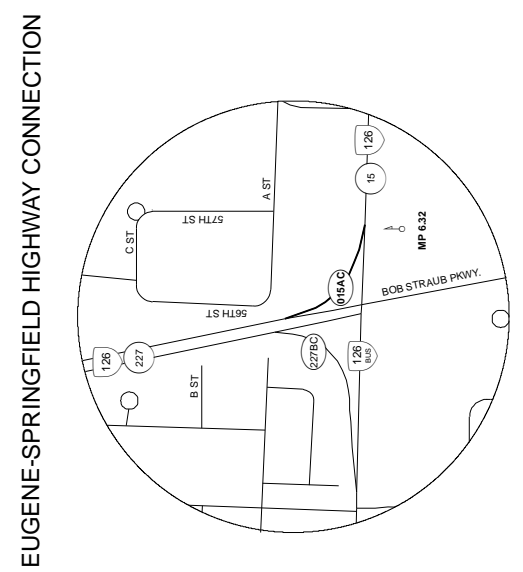 EUGENE-SPRINGFIELD HIGHWAY CONNECTION
126
15
A ST
57TH ST
C ST
MP 6.32
015AC
BOB STRAUB PKWY.
56TH ST
126
227
227BC
126
BUS
B ST